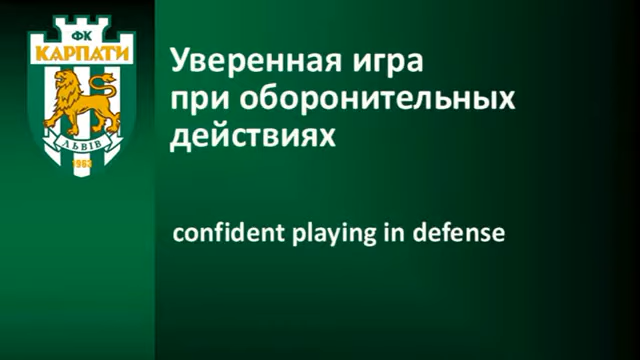 ФК
КАРПАТИ
ЛЬВІВ
1963
Уверенная игра
при оборонительных
действиях
confident playing in defense